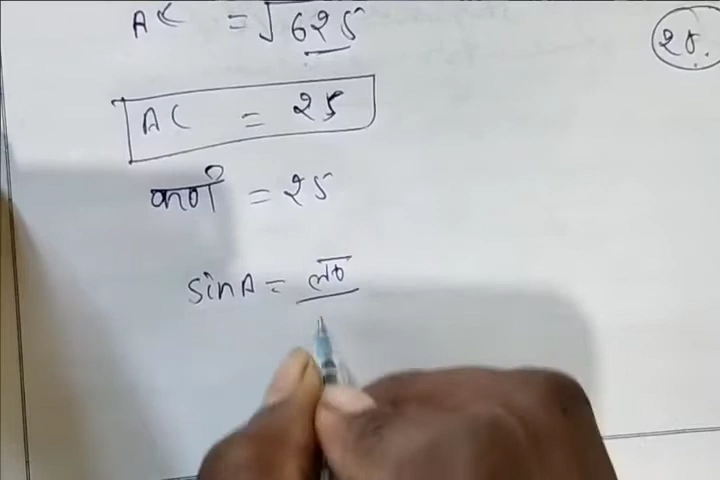 AC = √625
25.
AC = 25
कर्ण = 25
sinA = लंब